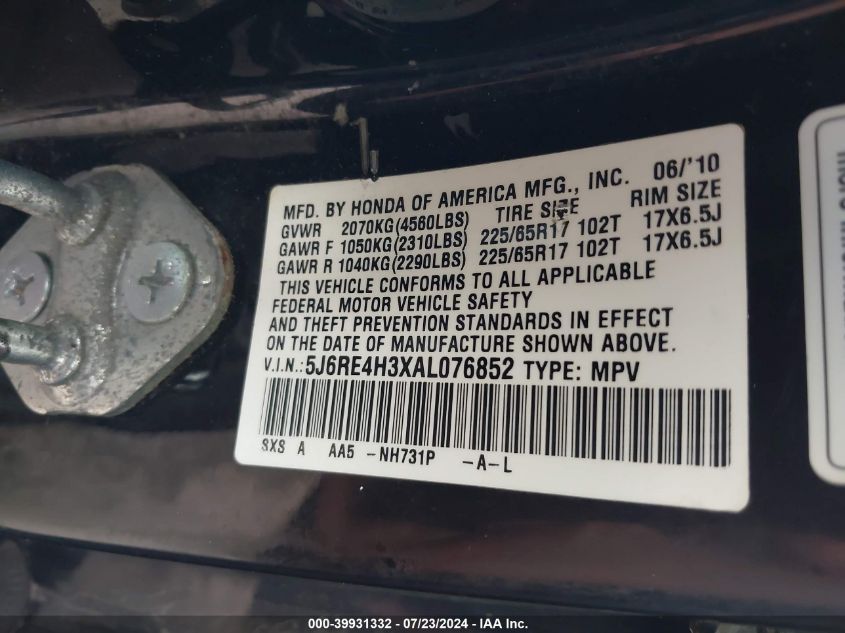 MFD. BY HONDA OF AMERICA MFG., INC. 06/'10
GVWR 2070KG(4560LBS) TIRE SIZE RIM SIZE
GAWR F 1050KG(2310LBS) 225/65R17 102T 17X6.5J
GAWR R 1040KG(2290LBS) 225/65R17 102T 17X6.5J
THIS VEHICLE CONFORMS TO ALL APPLICABLE
FEDERAL MOTOR VEHICLE SAFETY
AND THEFT PREVENTION STANDARDS IN EFFECT
ON THE DATE OF MANUFACTURE SHOWN ABOVE.
V.I.N.: 5J6RE4H3XAL076852 TYPE: MPV
SXS A AA5 -NH731P -A-L
000-39931332 - 07/23/2024 - IAA Inc.